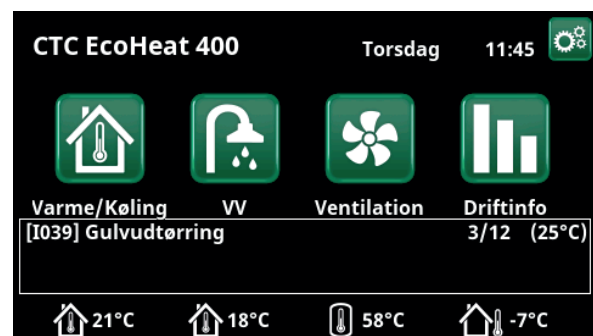 CTC EcoHeat 400 Torsdag 11:45
Varme/Køling VV Ventilation Driftinfo
[I039] Gulvudtørring 3/12 (25°C)
21°C 18°C 58°C -7°C